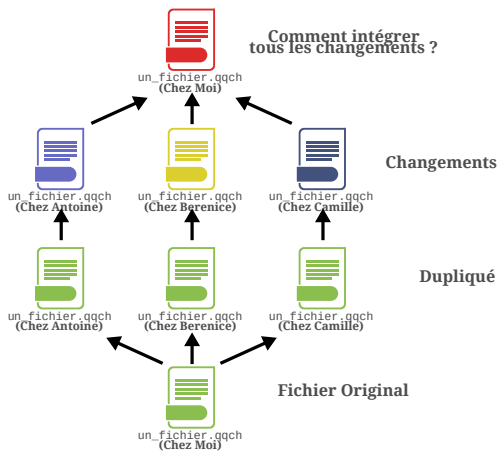 Comment intégrer
tous les changements ?
un_fichier.qqch
(Chez Moi)
Changements
un_fichier.qqch
(Chez Antoine)
un_fichier.qqch
(Chez Berenice)
un_fichier.qqch
(Chez Camille)
Dupliqué
un_fichier.qqch
(Chez Antoine)
un_fichier.qqch
(Chez Berenice)
un_fichier.qqch
(Chez Camille)
Fichier Original
un_fichier.qqch
(Chez Moi)